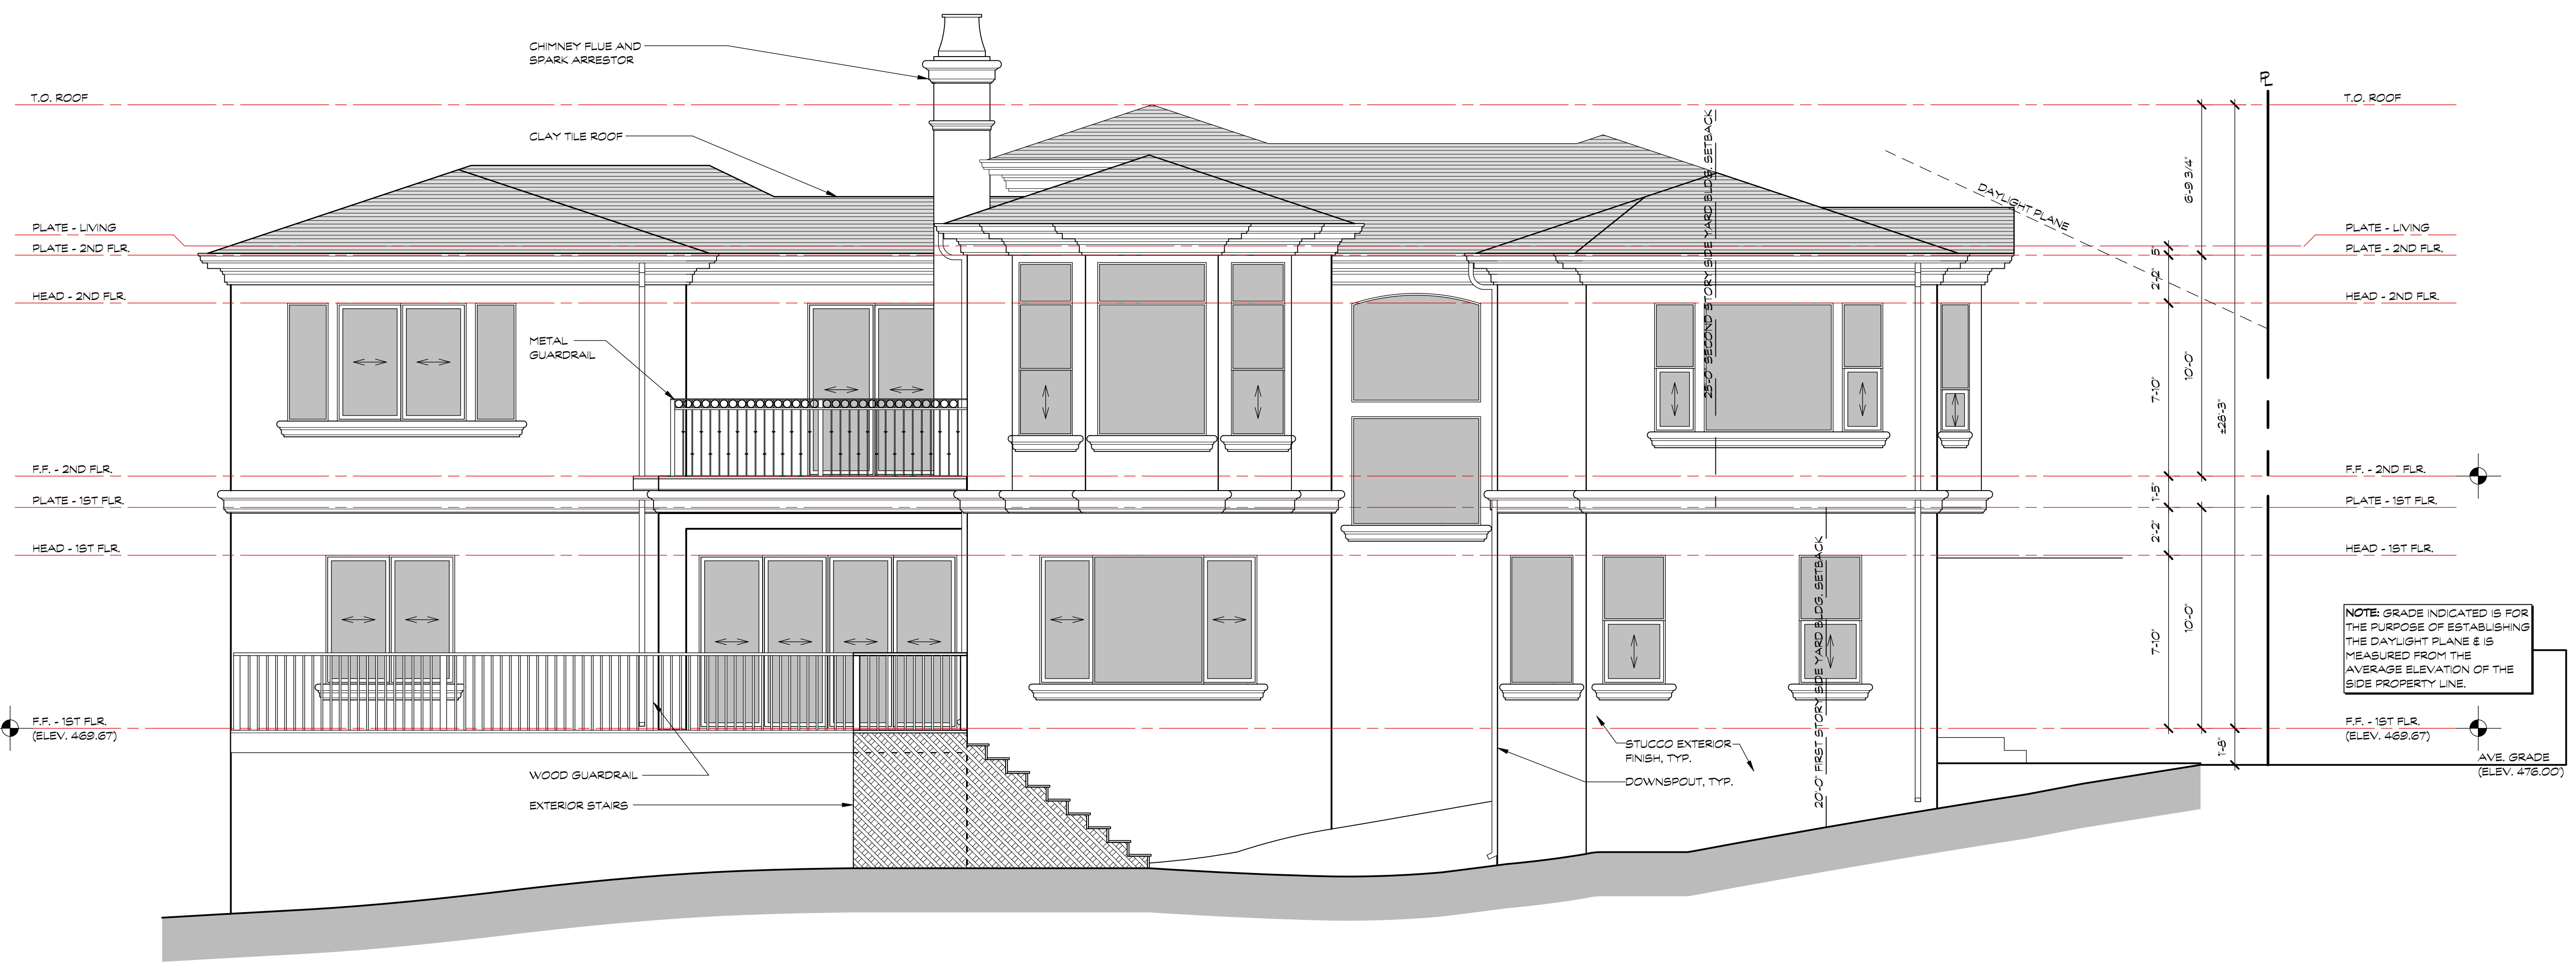 CHIMNEY FLUE AND
SPARK ARRESTOR
T.O. ROOF
CLAY TILE ROOF
PLATE - LIVING
PLATE - 2ND FLR.
HEAD - 2ND FLR.
METAL
GUARDRAIL
F.F. - 2ND FLR.
PLATE - 1ST FLR.
HEAD - 1ST FLR.
F.F. - 1ST FLR.
(ELEV. 469.67)
WOOD GUARDRAIL
EXTERIOR STAIRS
STUCCO EXTERIOR
FINISH, TYP.
DOWNSPOUT, TYP.
25'-0" SECOND STORY SIDE YARD BLDG. SETBACK
20'-0" FIRST STORY SIDE YARD BLDG. SETBACK
DAYLIGHT PLANE
8"
2'-2"
7'-10"
1'-5"
2'-2"
7'-10"
6'-9 3/4"
10'-0"
10'-0"
±28'-3"
1'-8"
PL
T.O. ROOF
PLATE - LIVING
PLATE - 2ND FLR.
HEAD - 2ND FLR.
F.F. - 2ND FLR.
PLATE - 1ST FLR.
HEAD - 1ST FLR.
NOTE: GRADE INDICATED IS FOR
THE PURPOSE OF ESTABLISHING
THE DAYLIGHT PLANE & IS
MEASURED FROM THE
AVERAGE ELEVATION OF THE
SIDE PROPERTY LINE.
F.F. - 1ST FLR.
(ELEV. 469.67)
AVE. GRADE
(ELEV. 476.00')